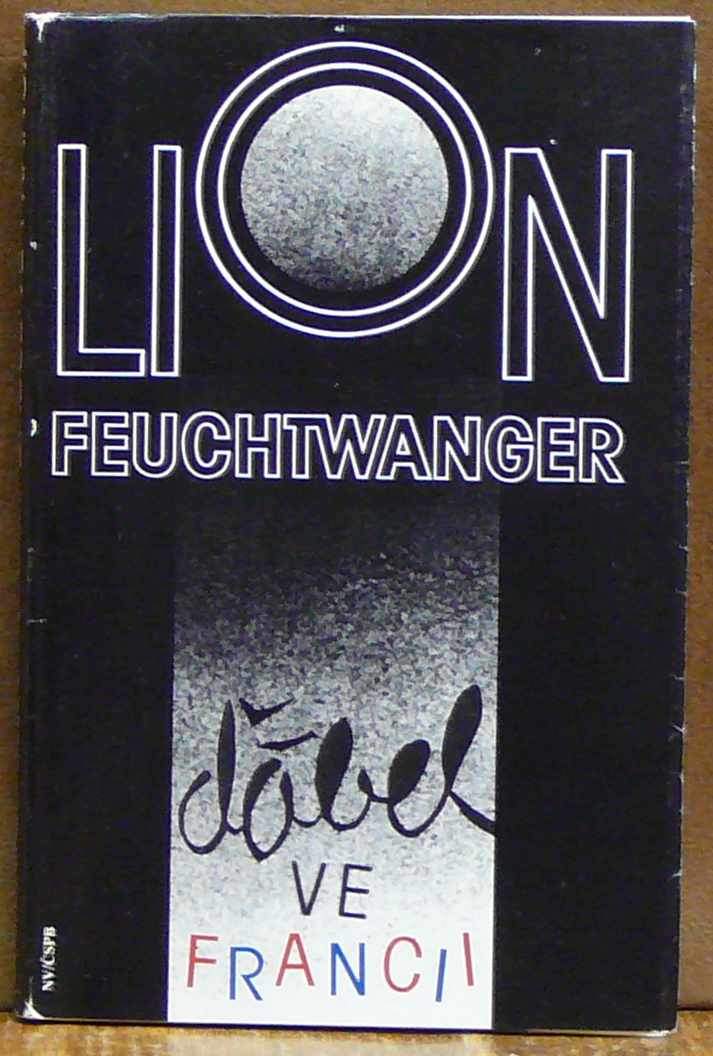 LION
FEUCHTWANGER
ďábel
VE
FRANCII
NV/ČSPB